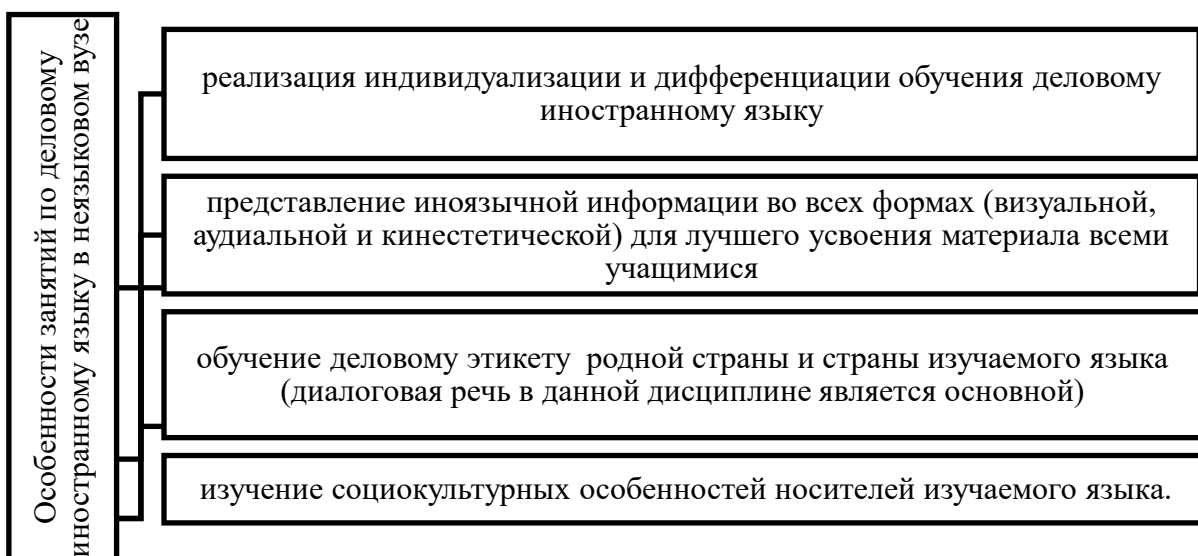 Особенности занятий по деловому
иностранному языку в неязыковом вузе
реализация индивидуализации и дифференциации обучения деловому
иностранному языку
представление иноязычной информации во всех формах (визуальной,
аудиальной и кинестетической) для лучшего усвоения материала всеми
учащимися
обучение деловому этикету родной страны и страны изучаемого языка
(диалоговая речь в данной дисциплине является основной)
изучение социокультурных особенностей носителей изучаемого языка.